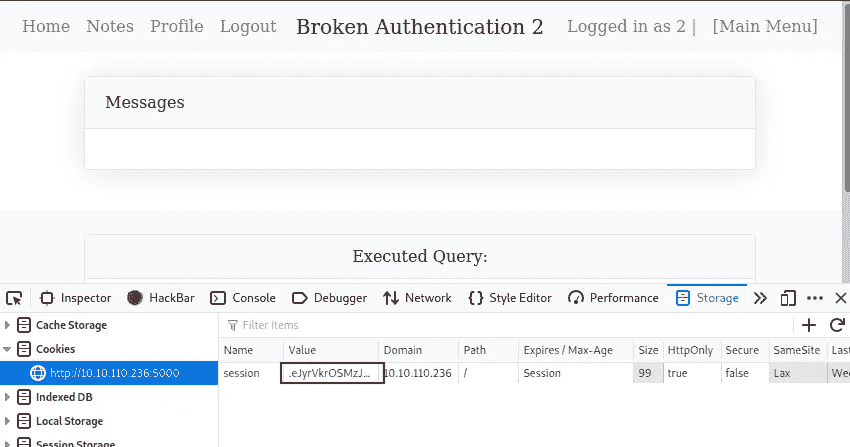 Home Notes Profile Logout Broken Authentication 2 Logged in as 2 | [Main Menu]
Messages
Executed Query:
Inspector HackBar Console Debugger Network Style Editor Performance Storage
Cache Storage
Filter Items
Cookies
Name Value Domain Path Expires / Max-Age Size HttpOnly Secure SameSite Last
http://10.10.110.236:5000
session .eJyrVkrOSMzJ... 10.10.110.236 / Session 99 true false Lax Wed
Indexed DB
Local Storage
Session Storage